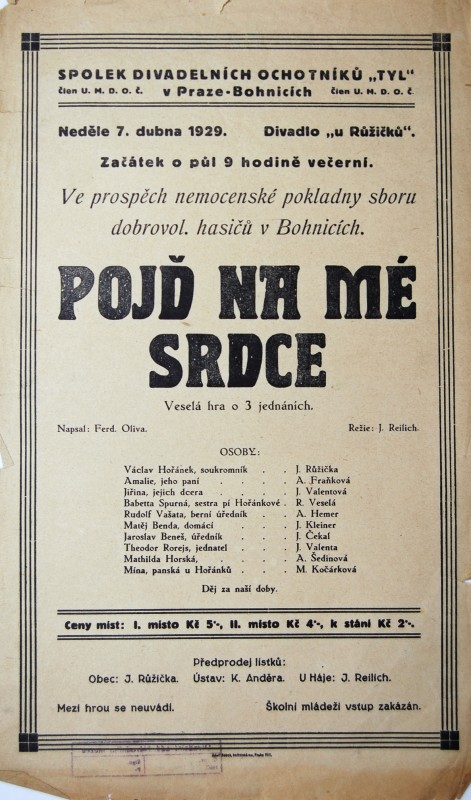 SPOLEK DIVADELNÍCH OCHOTNÍKŮ „TYL“
člen U. M. D. O. Č. v Praze-Bohnicích člen U. M. D. O. Č.
Neděle 7. dubna 1929. Divadlo „u Růžičků“.
Začátek o půl 9 hodině večerní.
Ve prospěch nemocenské pokladny sboru
dobrovol. hasičů v Bohnicích.
POJĎ NA MÉ
SRDCE
Veselá hra o 3 jednáních.
Napsal: Ferd. Oliva. Režie: J. Reilich.
OSOBY:
Václav Hořánek, soukromník . . J. Růžička
Amalie, jeho paní . . . . A. Fraňková
Jiřina, jejich dcera . . . . J. Valentová
Babetta Spurná, sestra pí Hořánkové . R. Veselá
Rudolf Vašata, berní úředník . . A. Hemer
Matěj Benda, domácí . . . J. Kleiner
Jaroslav Beneš, úředník . . . J. Čekal
Theodor Rorejs, jednatel . . . J. Valenta
Mathilda Horská, . . . . A. Šedinová
Mína, panská u Hořánků . . . M. Kočárková
Děj za naší doby.
Ceny míst: I. místo Kč 5·-, II. místo Kč 4·-, k stání Kč 2·-.
Předprodej lístků:
Obec: J. Růžička. Ústav: K. Anděra. U Háje: J. Reilich.
Mezi hrou se neuvádí. Školní mládeži vstup zakázán.